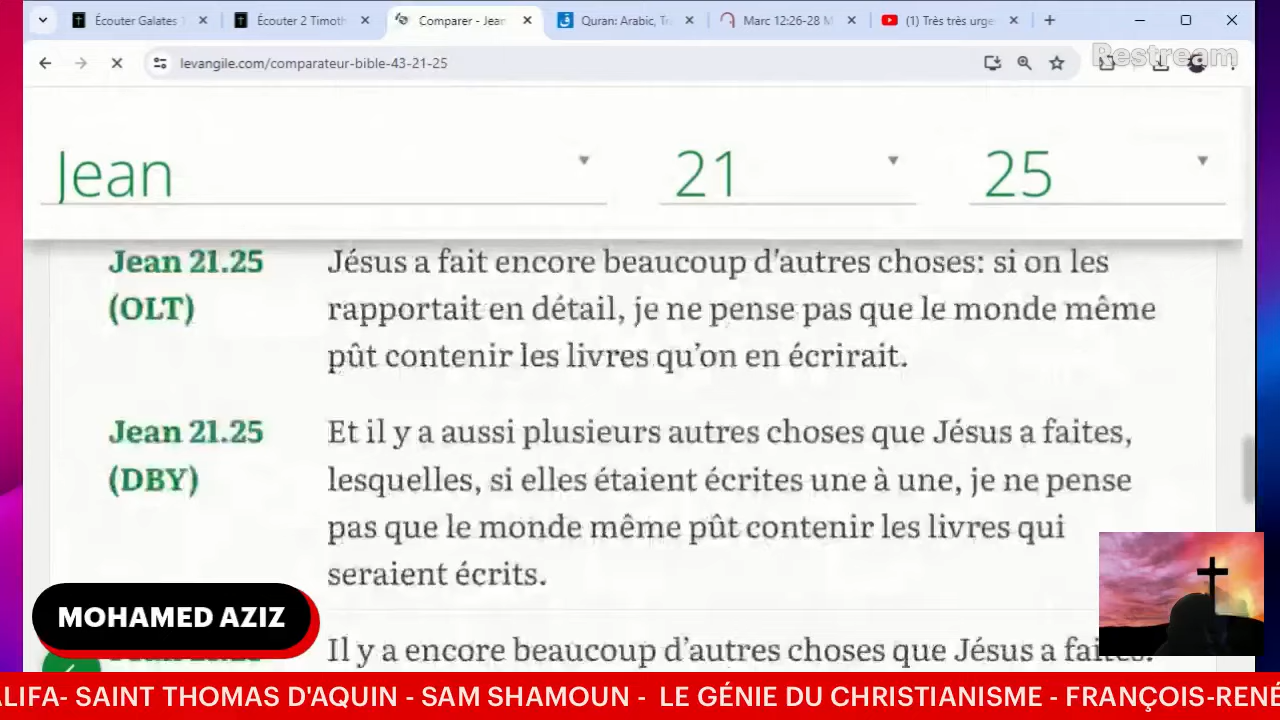 Écouter Galates
Écouter 2 Timoth
Comparer - Jean
Quran: Arabic, Tr
Marc 12:26-28 M
(1) Très très urge
levangile.com/comparateur-bible-43-21-25
Restream
Jean
21
25
Jean 21.25
(OLT)
Jésus a fait encore beaucoup d'autres choses: si on les
rapportait en détail, je ne pense pas que le monde même
pût contenir les livres qu'on en écrirait.
Jean 21.25
(DBY)
Et il y a aussi plusieurs autres choses que Jésus a faites,
lesquelles, si elles étaient écrites une à une, je ne pense
pas que le monde même pût contenir les livres qui
seraient écrits.
Il y a encore beaucoup d'autres choses que Jésus a faites.
MOHAMED AZIZ
ALIFA- SAINT THOMAS D'AQUIN - SAM SHAMOUN - LE GÉNIE DU CHRISTIANISME - FRANÇOIS-RENÉ